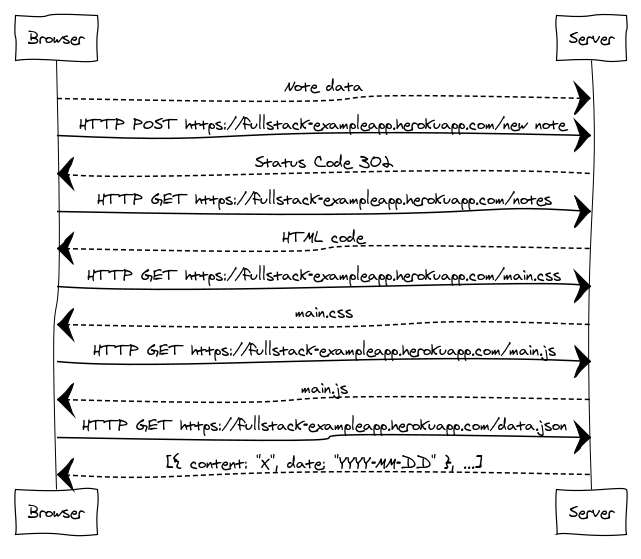 Browser
Server
Note data
HTTP POST https://fullstack-exampleapp.herokuapp.com/new note
Status Code 302
HTTP GET https://fullstack-exampleapp.herokuapp.com/notes
HTML code
HTTP GET https://fullstack-exampleapp.herokuapp.com/main.css
main.css
HTTP GET https://fullstack-exampleapp.herokuapp.com/main.js
main.js
HTTP GET https://fullstack-exampleapp.herokuapp.com/data.json
[{ content: "X", date: "YYYY-MM-DD" }, ...]
Browser
Server